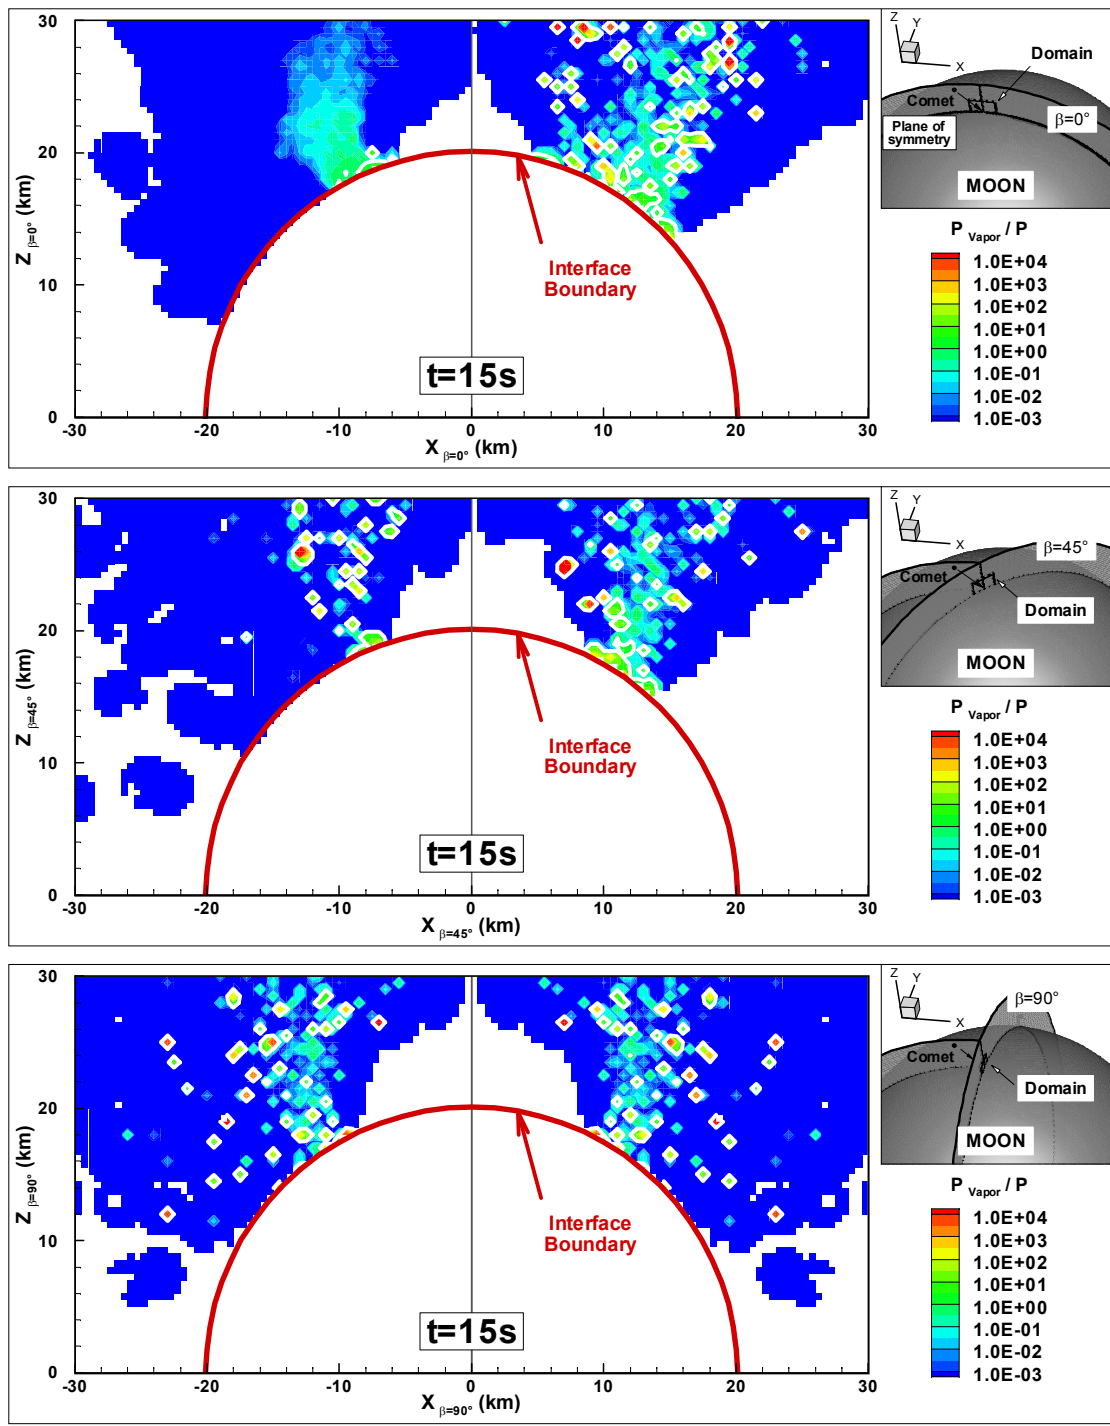 30
20
10
0
-30
-20
-10
0
10
20
30
Z β=0° (km)
X β=0° (km)
Interface
Boundary
t=15s
Z
Y
X
Domain
Comet
β=0°
Plane of
symmetry
MOON
P Vapor / P
1.0E+04
1.0E+03
1.0E+02
1.0E+01
1.0E+00
1.0E-01
1.0E-02
1.0E-03
30
20
10
0
-30
-20
-10
0
10
20
30
Z β=45° (km)
X β=45° (km)
Interface
Boundary
t=15s
Z
Y
X
β=45°
Comet
Domain
MOON
P Vapor / P
1.0E+04
1.0E+03
1.0E+02
1.0E+01
1.0E+00
1.0E-01
1.0E-02
1.0E-03
30
20
10
0
-30
-20
-10
0
10
20
30
Z β=90° (km)
X β=90° (km)
Interface
Boundary
t=15s
Z
Y
X
β=90°
Comet
Domain
MOON
P Vapor / P
1.0E+04
1.0E+03
1.0E+02
1.0E+01
1.0E+00
1.0E-01
1.0E-02
1.0E-03